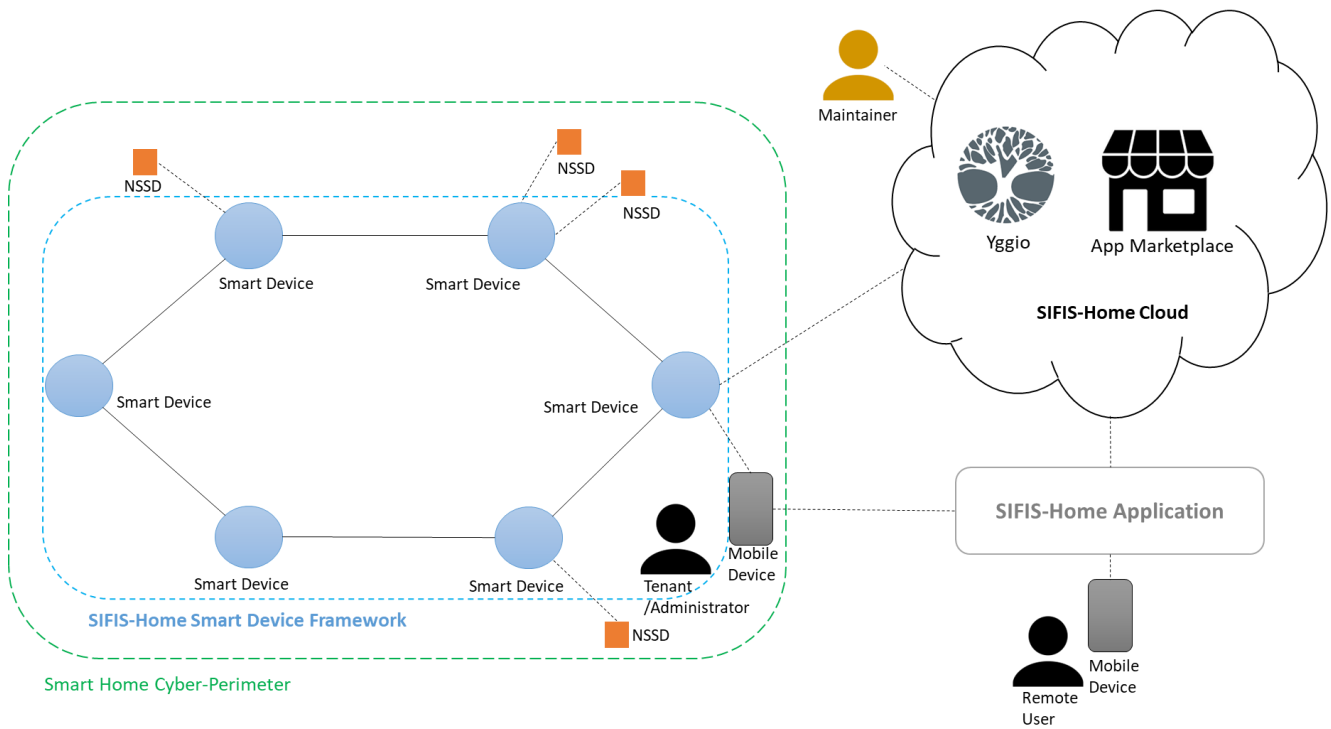 Maintainer
NSSD
NSSD
NSSD
Yggio
App Marketplace
Smart Device
Smart Device
SIFIS-Home Cloud
Smart Device
Smart Device
SIFIS-Home Application
Mobile
Device
Smart Device
Smart Device
Tenant
/Administrator
SIFIS-Home Smart Device Framework
NSSD
Mobile
Device
Smart Home Cyber-Perimeter
Remote
User